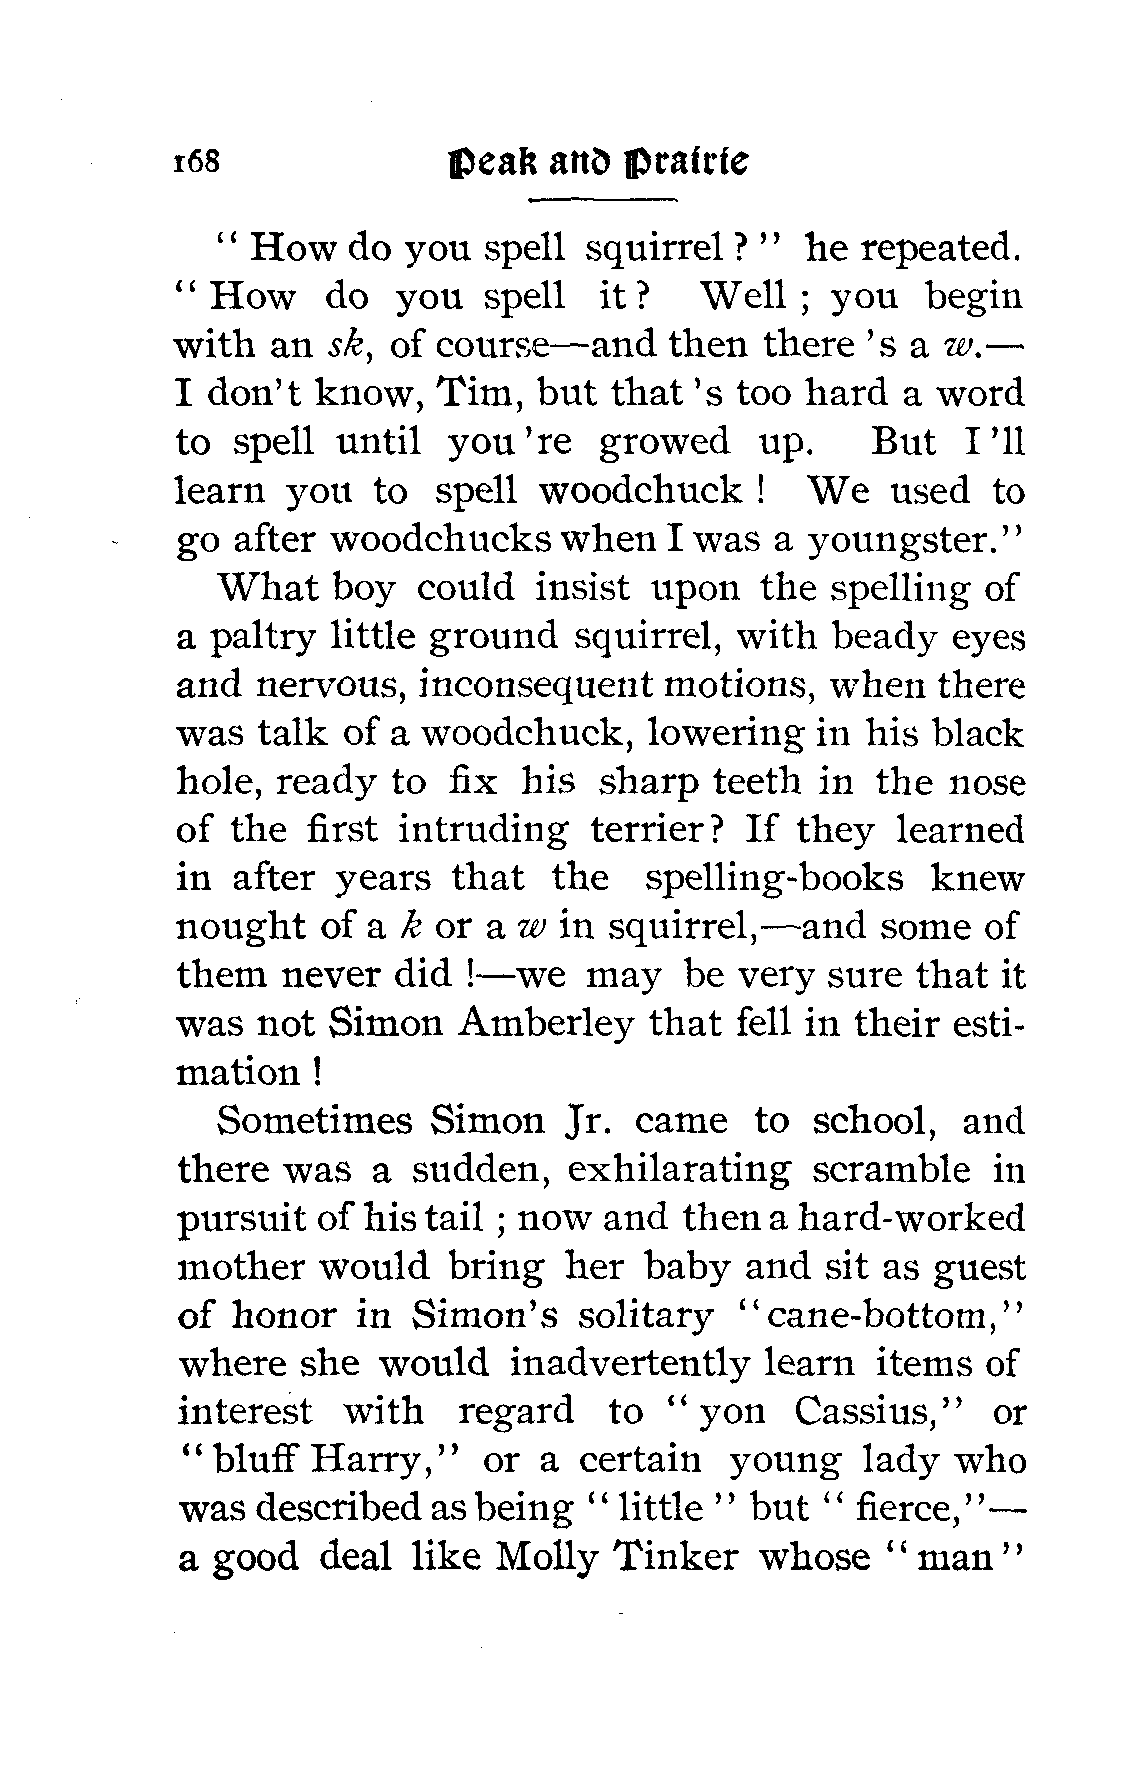 168 Peak and Prairie
" How do you spell squirrel ? " he repeated.
" How do you spell it ? Well ; you begin
with an sk, of course—and then there 's a w.—
I don't know, Tim, but that 's too hard a word
to spell until you 're growed up. But I 'll
learn you to spell woodchuck ! We used to
go after woodchucks when I was a youngster."
What boy could insist upon the spelling of
a paltry little ground squirrel, with beady eyes
and nervous, inconsequent motions, when there
was talk of a woodchuck, lowering in his black
hole, ready to fix his sharp teeth in the nose
of the first intruding terrier? If they learned
in after years that the spelling-books knew
nought of a k or a w in squirrel,—and some of
them never did !—we may be very sure that it
was not Simon Amberley that fell in their esti-
mation !
Sometimes Simon Jr. came to school, and
there was a sudden, exhilarating scramble in
pursuit of his tail ; now and then a hard-worked
mother would bring her baby and sit as guest
of honor in Simon's solitary " cane-bottom,"
where she would inadvertently learn items of
interest with regard to " yon Cassius," or
" bluff Harry," or a certain young lady who
was described as being " little " but " fierce,"—
a good deal like Molly Tinker whose " man "